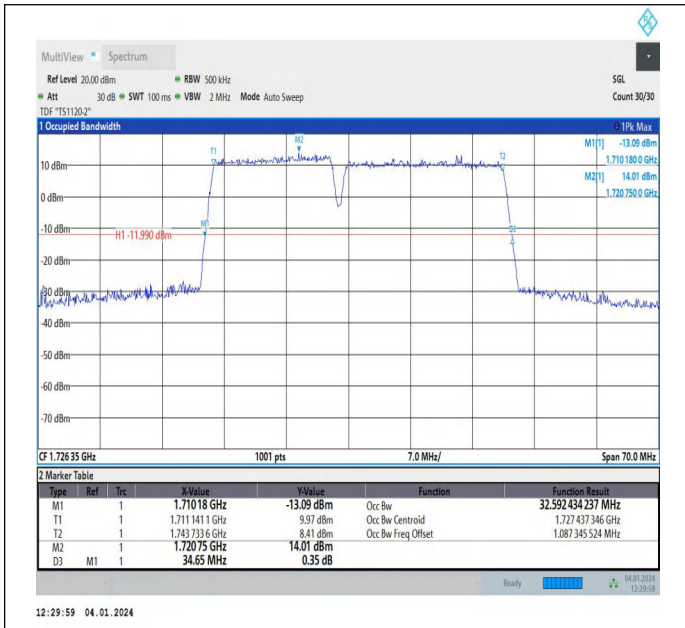 R S
MultiView Spectrum
Ref Level 20.00 dBm RBW 500 kHz SGL
Att 30 dB SWT 100 ms VBW 2 MHz Mode Auto Sweep Count 30/30
TDF "TS1120-2"
1 Occupied Bandwidth 1Pk Max
M1[1] -13.09 dBm
1.710 180 0 GHz
M2[1] 14.01 dBm
1.720 750 0 GHz
M2
T1
T2
10 dBm
0 dBm
M1
D3
-10 dBm
H1 -11.990 dBm
-20 dBm
-30 dBm
-40 dBm
-50 dBm
-60 dBm
-70 dBm
CF 1.726 35 GHz 1001 pts 7.0 MHz/ Span 70.0 MHz
2 Marker Table
Type Ref Trc X-Value Y-Value Function Function Result
M1 1 1.710 18 GHz -13.09 dBm Occ Bw 32.592 434 237 MHz
T1 1 1.711 141 1 GHz 9.97 dBm Occ Bw Centroid 1.727 437 346 GHz
T2 1 1.743 733 6 GHz 8.41 dBm Occ Bw Freq Offset 1.087 345 524 MHz
M2 1 1.720 75 GHz 14.01 dBm
D3 M1 1 34.65 MHz 0.35 dB
Ready 04.01.2024
12:29:58
12:29:59 04.01.2024